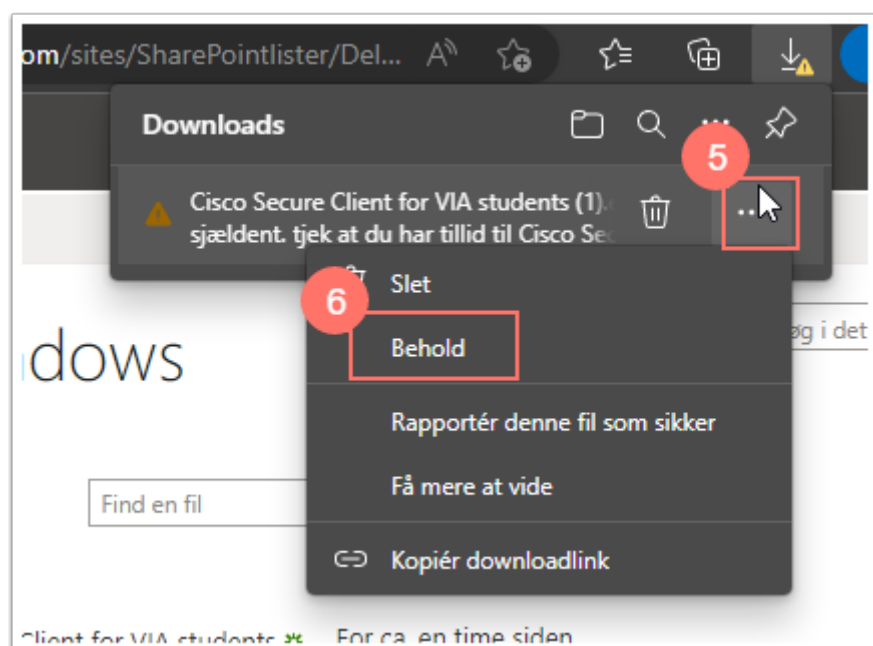 om/sites/SharePointlister/Del...
Downloads
5
Cisco Secure Client for VIA students (1).
sjældent. tjek at du har tillid til Cisco Sec
Slet
6
Behold
øg i det
dows
Rapportér denne fil som sikker
Få mere at vide
Find en fil
Kopiér downloadlink
Client for VIA students For ca. en time siden